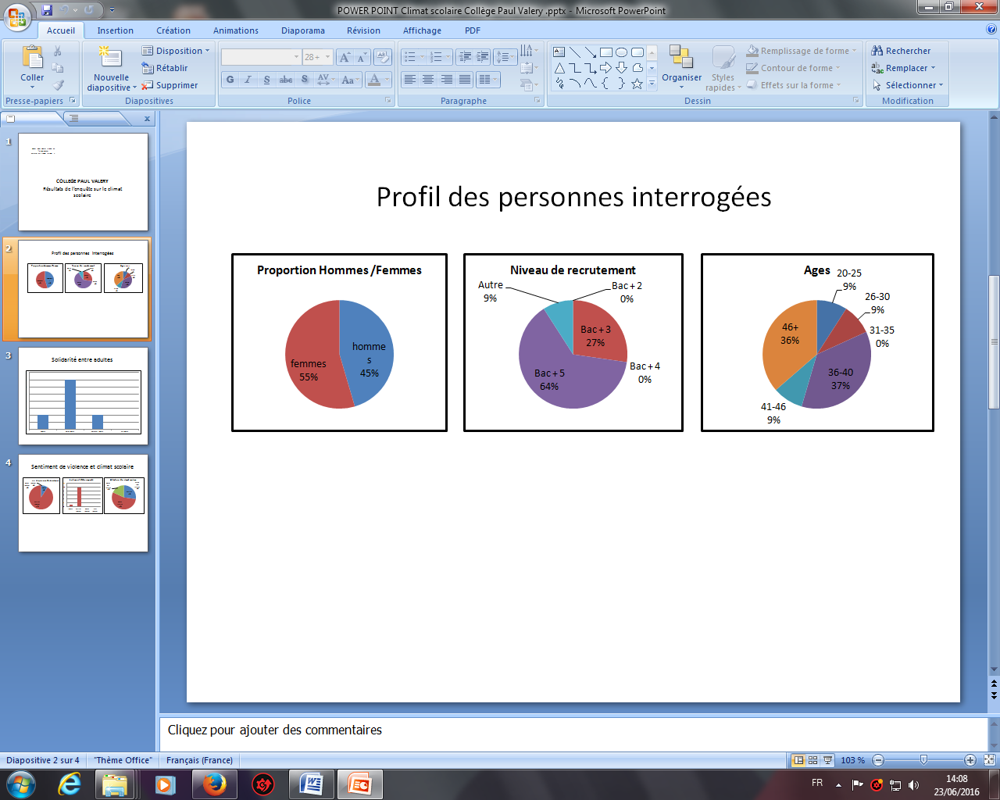 POWER POINT Climat scolaire Collège Paul Valery .pptx - Microsoft PowerPoint
Accueil Insertion Création Animations Diaporama Révision Affichage PDF
Coller
Presse-papiers
Nouvelle diapositive
Disposition
Rétablir
Supprimer
Diapositives
28
G I S abc AV Aa A
Police
Paragraphe
Organiser
Styles rapides
Remplissage de forme
Contour de forme
Effets sur la forme
Dessin
Rechercher
Remplacer
Sélectionner
Modification
1
COLLEGE PAUL VALERY
Résultats de l'enquête sur le climat
scolaire
2
Profil des personnes interrogées
3
Solidarité entre adultes
4
Sentiment de violence et climat scolaire
Profil des personnes interrogées
Proportion Hommes /Femmes
femmes
55%
homme
s
45%
Niveau de recrutement
Autre
9%
Bac + 2
0%
Bac + 3
27%
Bac + 4
0%
Bac + 5
64%
Ages
20-25
9%
26-30
9%
31-35
0%
36-40
37%
41-46
9%
46+
36%
Cliquez pour ajouter des commentaires
Diapositive 2 sur 4 "Thème Office" Français (France) 103 %
FR
14:08
23/06/2016